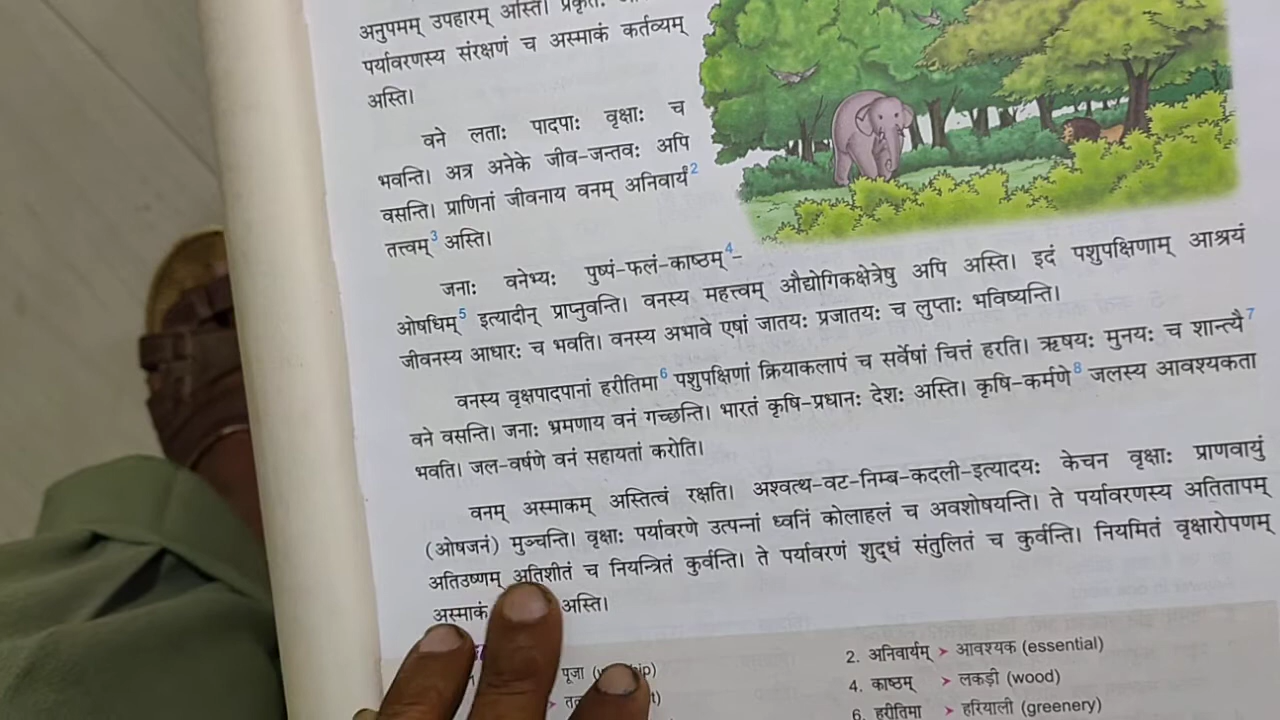 अनुपमम् उपहारम् अस्ति।
पर्यावरणस्य संरक्षणं च अस्माकं कर्तव्यम्
अस्ति।
वने लताः पादपाः वृक्षाः च
भवन्ति। अत्र अनेके जीव-जन्तवः अपि
वसन्ति। प्राणिनां जीवनाय वनम् अनिवार्यं2
तत्त्वम्3 अस्ति।
जनाः वनेभ्यः पुष्पं-फलं-काष्ठम्4-
ओषधिम्5 इत्यादीन् प्राप्नुवन्ति। वनस्य महत्त्वम् औद्योगिकक्षेत्रेषु अपि अस्ति। इदं पशुपक्षिणाम् आश्रयं
जीवनस्य आधारः च भवति। वनस्य अभावे एषां जातयः प्रजातयः च लुप्ताः भविष्यन्ति।
वनस्य वृक्षपादपानां हरीतिमा6 पशुपक्षिणां क्रियाकलापं च सर्वेषां चित्तं हरति। ऋषयः मुनयः च शान्त्यै7
वने वसन्ति। जनाः भ्रमणाय वनं गच्छन्ति। भारतं कृषि-प्रधानः देशः अस्ति। कृषि-कर्मणे8 जलस्य आवश्यकता
भवति। जल-वर्षणे वनं सहायतां करोति।
वनम् अस्माकम् अस्तित्वं रक्षति। अश्वत्थ-वट-निम्ब-कदली-इत्यादयः केचन वृक्षाः प्राणवायुं
(ओषजनं) मुञ्चन्ति। वृक्षाः पर्यावरणे उत्पन्नां ध्वनिं कोलाहलं च अवशोषयन्ति। ते पर्यावरणस्य अतितापम्
अतिउष्णम् अतिशीतं च नियन्त्रितं कुर्वन्ति। ते पर्यावरणं शुद्धं संतुलितं च कुर्वन्ति। नियमितं वृक्षारोपणम्
अस्माकं अस्ति।
पूजा
2. अनिवार्यम् ➤ आवश्यक (essential)
4. काष्ठम् ➤ लकड़ी (wood)
6. हरीतिमा ➤ हरियाली (greenery)